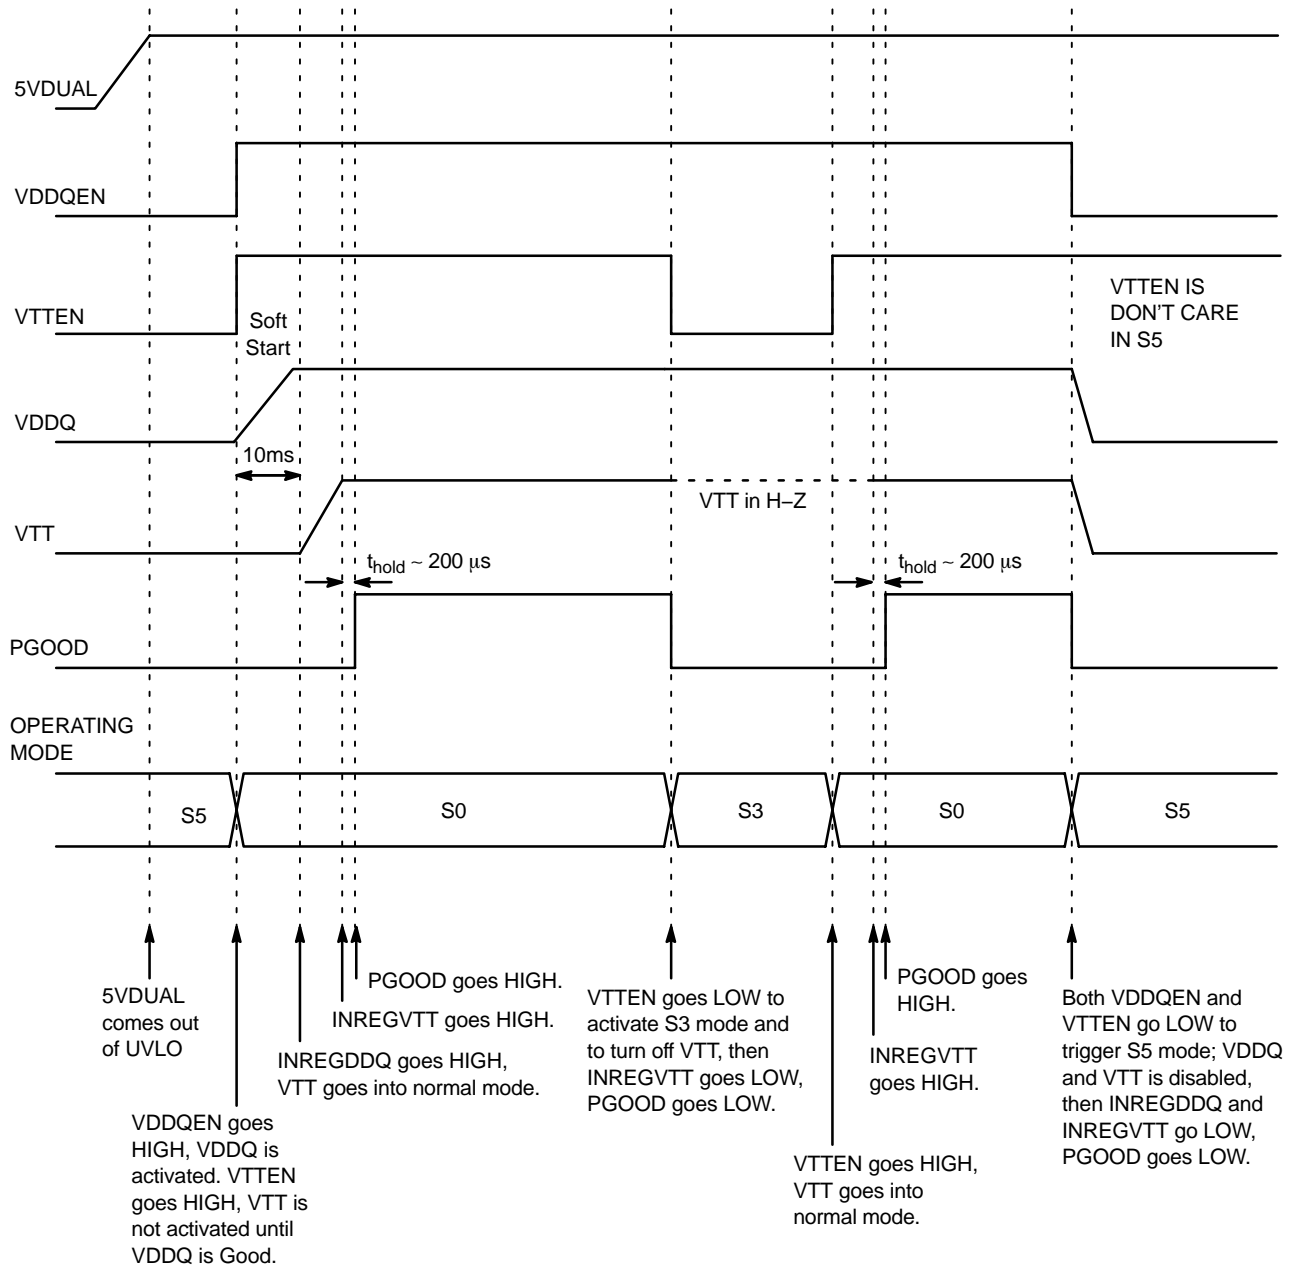 5VDUAL
VDDQEN
VTTEN
Soft
Start
VTTEN IS
DON'T CARE
IN S5
VDDQ
10ms
VTT in H–Z
VTT
thold ~ 200 μs
thold ~ 200 μs
PGOOD
OPERATING
MODE
S5
S0
S3
S0
S5
5VDUAL
comes out
of UVLO
VDDQEN goes
HIGH, VDDQ is
activated. VTTEN
goes HIGH, VTT is
not activated until
VDDQ is Good.
INREGDDQ goes HIGH,
VTT goes into normal mode.
INREGVTT goes HIGH.
PGOOD goes HIGH.
VTTEN goes LOW to
activate S3 mode and
to turn off VTT, then
INREGVTT goes LOW,
PGOOD goes LOW.
VTTEN goes HIGH,
VTT goes into
normal mode.
INREGVTT
goes HIGH.
PGOOD goes
HIGH.
Both VDDQEN and
VTTEN go LOW to
trigger S5 mode; VDDQ
and VTT is disabled,
then INREGDDQ and
INREGVTT go LOW,
PGOOD goes LOW.